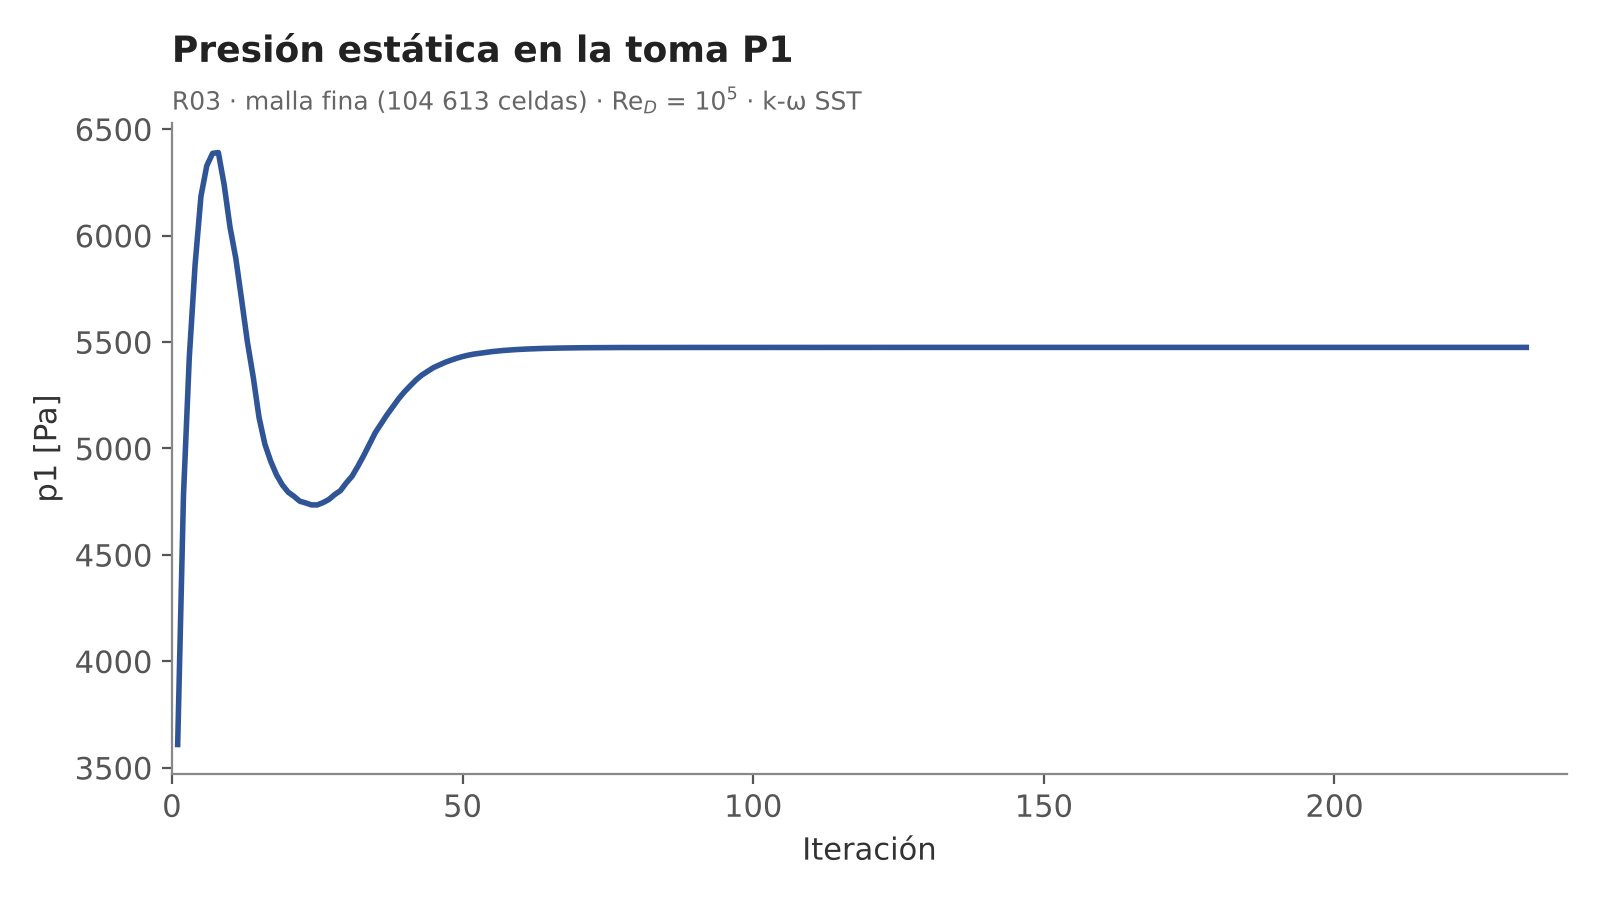 Presión estática en la toma P1
R03 · malla fina (104 613 celdas) · Re_D = 10^5 · k-ω SST
6500
6000
5500
5000
4500
4000
3500
p1 [Pa]
0 50 100 150 200
Iteración